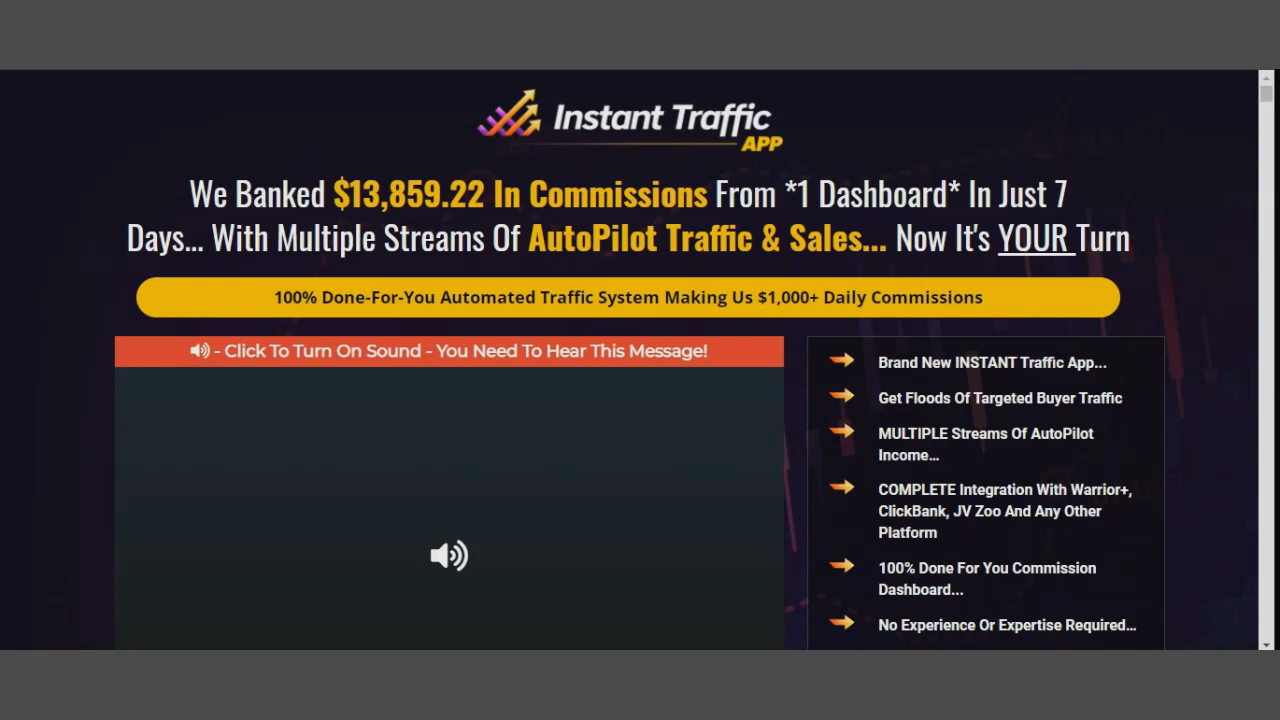 Instant Traffic
APP
We Banked $13,859.22 In Commissions From *1 Dashboard* In Just 7
Days... With Multiple Streams Of AutoPilot Traffic & Sales... Now It's YOUR Turn
100% Done-For-You Automated Traffic System Making Us $1,000+ Daily Commissions
- Click To Turn On Sound - You Need To Hear This Message!
Brand New INSTANT Traffic App...
Get Floods Of Targeted Buyer Traffic
MULTIPLE Streams Of AutoPilot
Income...
COMPLETE Integration With Warrior+,
ClickBank, JV Zoo And Any Other
Platform
100% Done For You Commission
Dashboard...
No Experience Or Expertise Required...